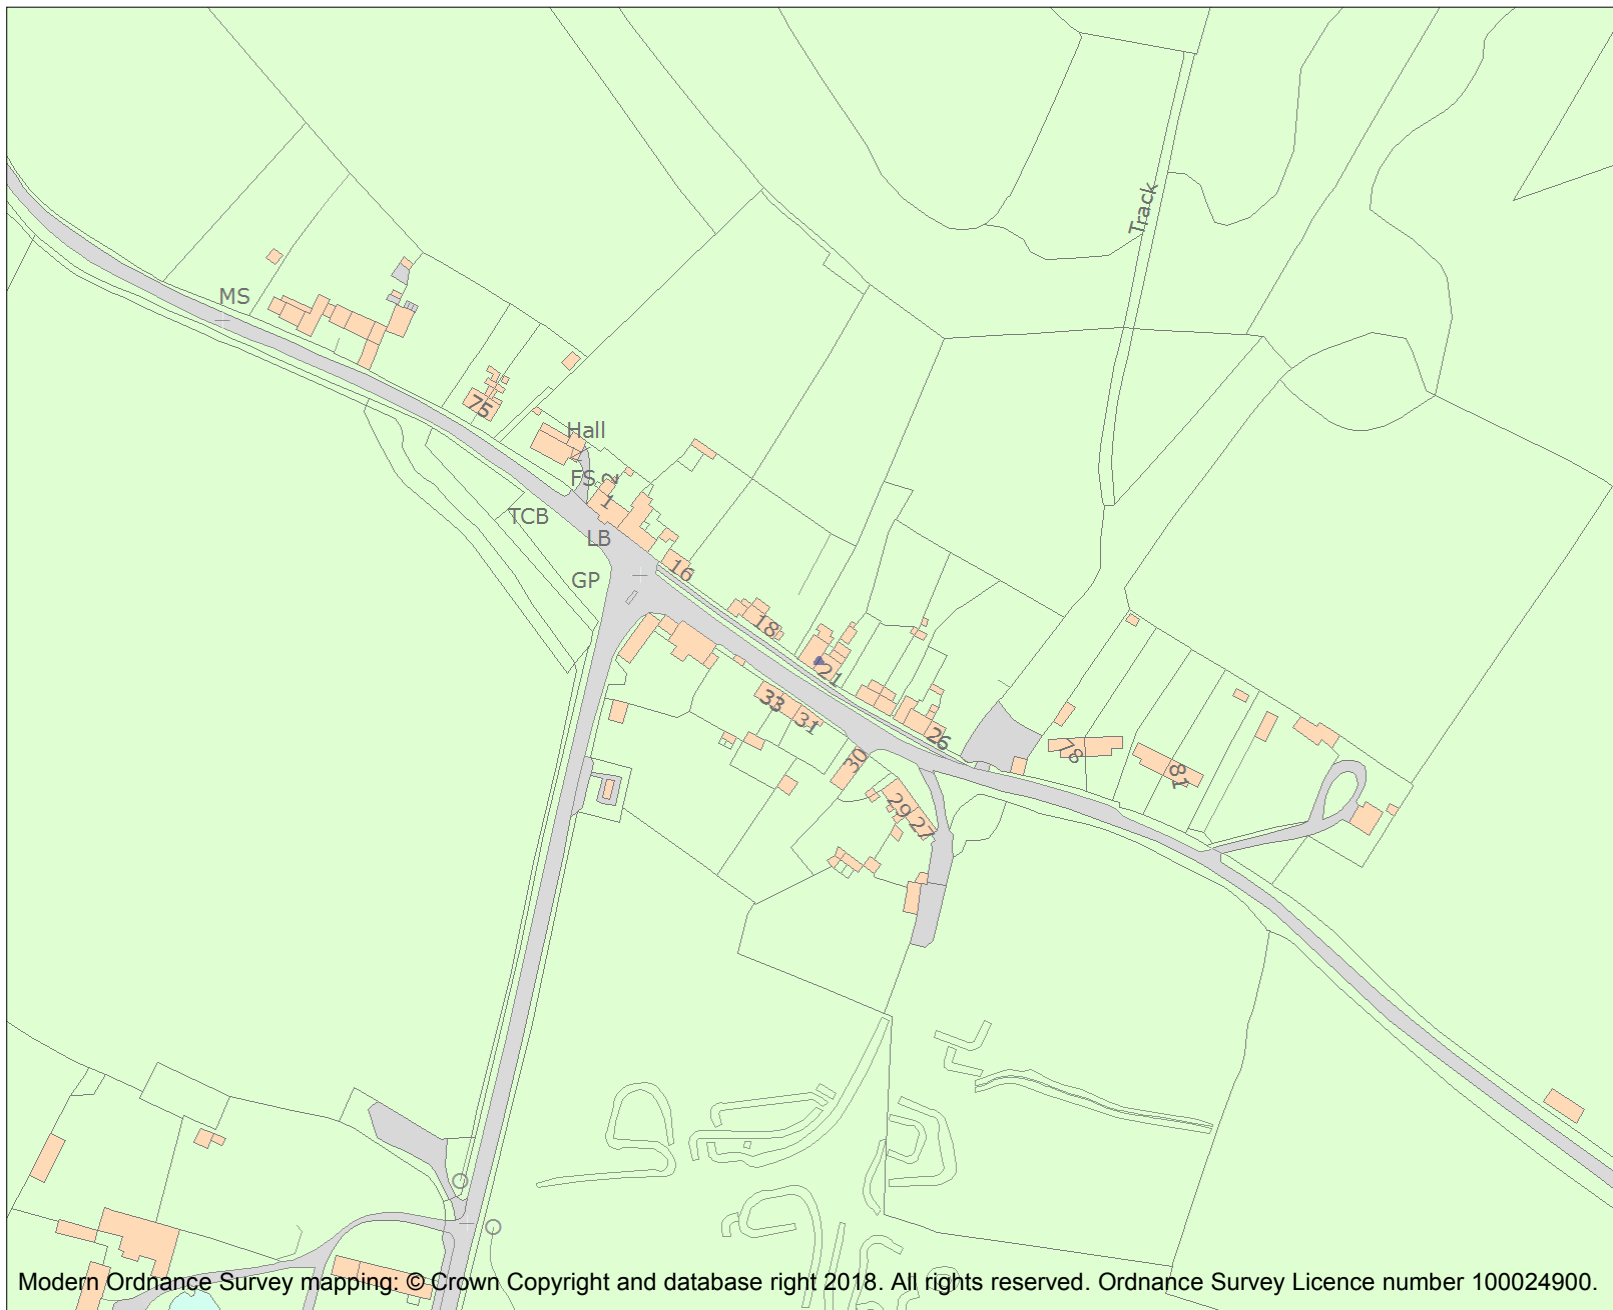 Track
MS
75
Hall
FS
2
1
TCB
LB
GP
16
18
21
33
31
26
30
78
81
29
27
Modern Ordnance Survey mapping: © Crown Copyright and database right 2018. All rights reserved. Ordnance Survey Licence number 100024900.